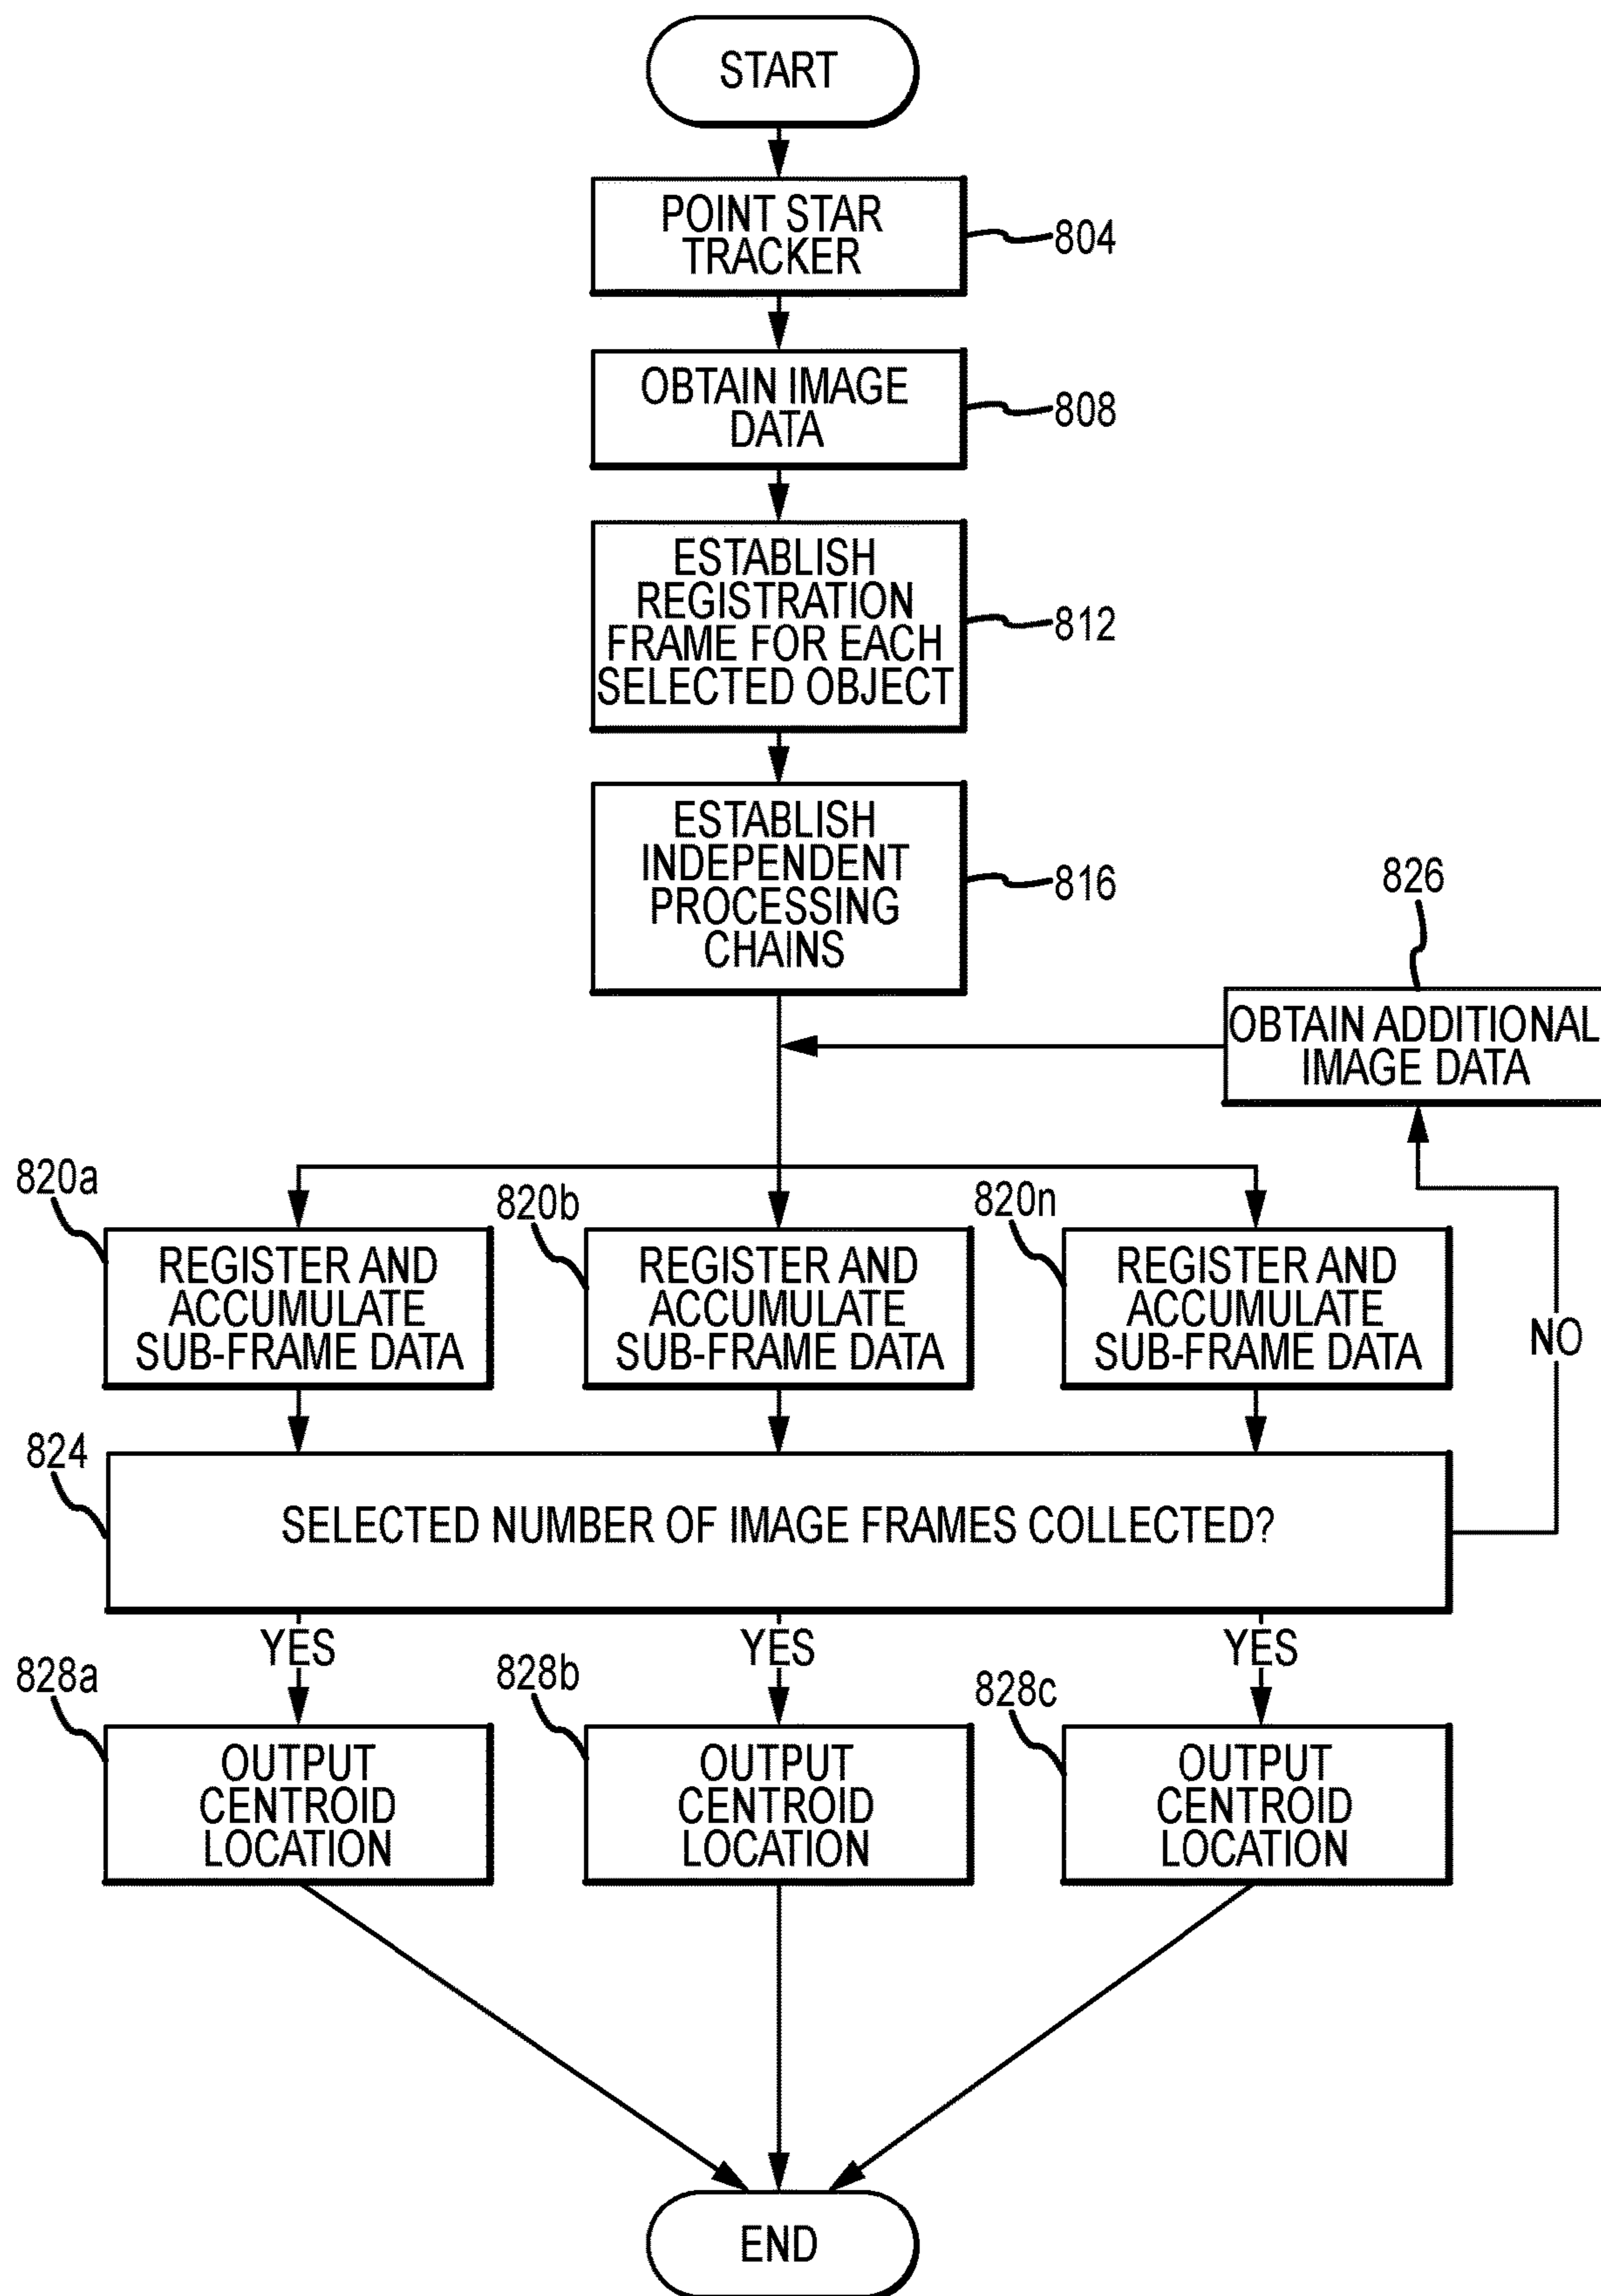 START
POINT STAR
TRACKER
804
OBTAIN IMAGE
DATA
808
ESTABLISH
REGISTRATION
FRAME FOR EACH
SELECTED OBJECT
812
ESTABLISH
INDEPENDENT
PROCESSING
CHAINS
816
826
OBTAIN ADDITIONAL
IMAGE DATA
820a
REGISTER AND
ACCUMULATE
SUB-FRAME DATA
820b
REGISTER AND
ACCUMULATE
SUB-FRAME DATA
820n
REGISTER AND
ACCUMULATE
SUB-FRAME DATA
NO
824
SELECTED NUMBER OF IMAGE FRAMES COLLECTED?
YES
YES
YES
828a
OUTPUT
CENTROID
LOCATION
828b
OUTPUT
CENTROID
LOCATION
828c
OUTPUT
CENTROID
LOCATION
END